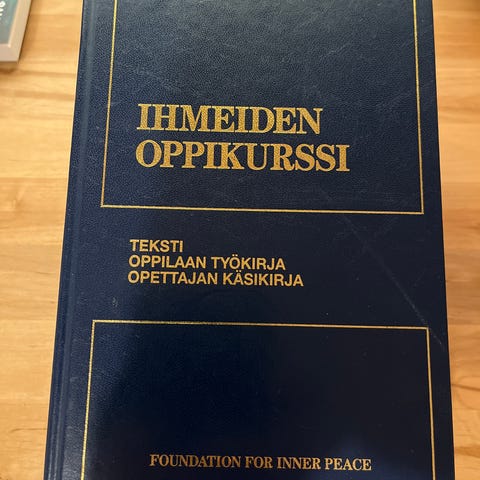 IHMEIDEN
OPPIKURSSI
TEKSTI
OPPILAAN TYÖKIRJA
OPETTAJAN KÄSIKIRJA
FOUNDATION FOR INNER PEACE